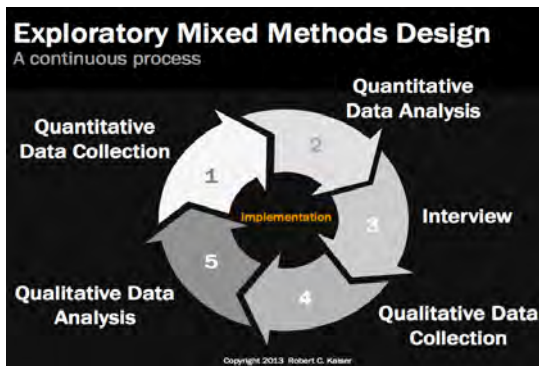 Exploratory Mixed Methods Design
A continuous process
Quantitative
Data Analysis
Quantitative
Data Collection
2
1
Implementation
3
Interview
5
4
Qualitative Data
Analysis
Qualitative Data
Collection
Copyright 2013 Robert C. Kaiser